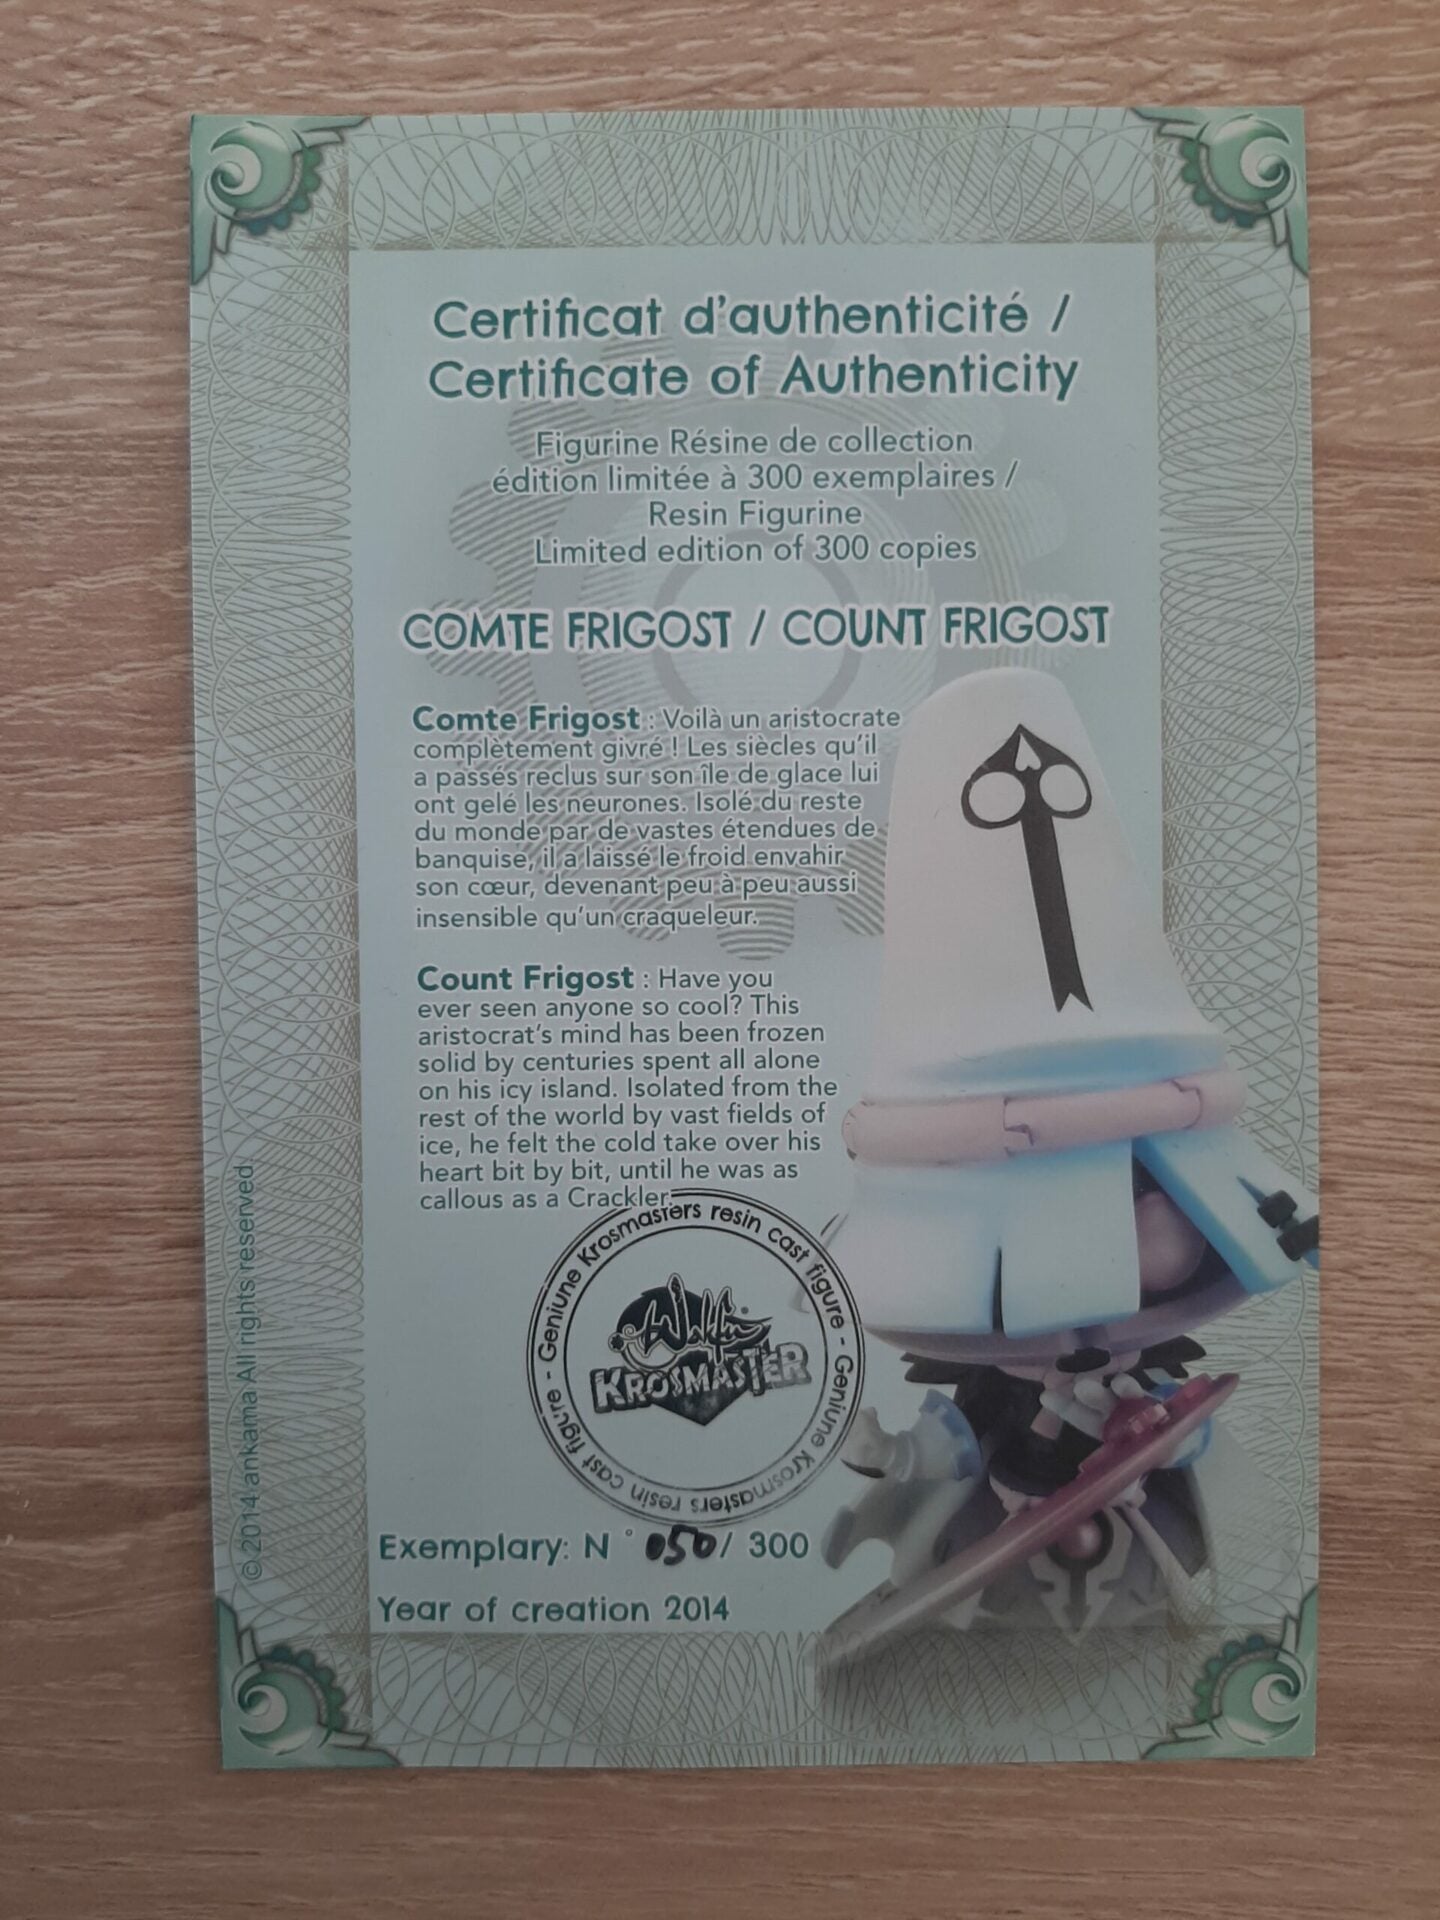 Certificat d'authenticité /
Certificate of Authenticity
Figurine Résine de collection
édition limitée à 300 exemplaires /
Resin Figurine
Limited edition of 300 copies
COMTE FRIGOST / COUNT FRIGOST
Comte Frigost : Voilà un aristocrate
complètement givré ! Les siècles qu'il
a passés reclus sur son île de glace lui
ont gelé les neurones. Isolé du reste
du monde par de vastes étendues de
banquise, il a laissé le froid envahir
son cœur, devenant peu à peu aussi
insensible qu'un craqueleur.
Count Frigost : Have you
ever seen anyone so cool? This
aristocrat's mind has been frozen
solid by centuries spent all alone
on his icy island. Isolated from the
rest of the world by vast fields of
ice, he felt the cold take over his
heart bit by bit, until he was as
callous as a Crackler.
Geniune Krosmasters resin cast figure - Geniune Krosmasters resin cast figure -
Wakfu
KROSMASTER
Exemplary: N° 050/ 300
Year of creation 2014
©2014 ankama All rights reserved.